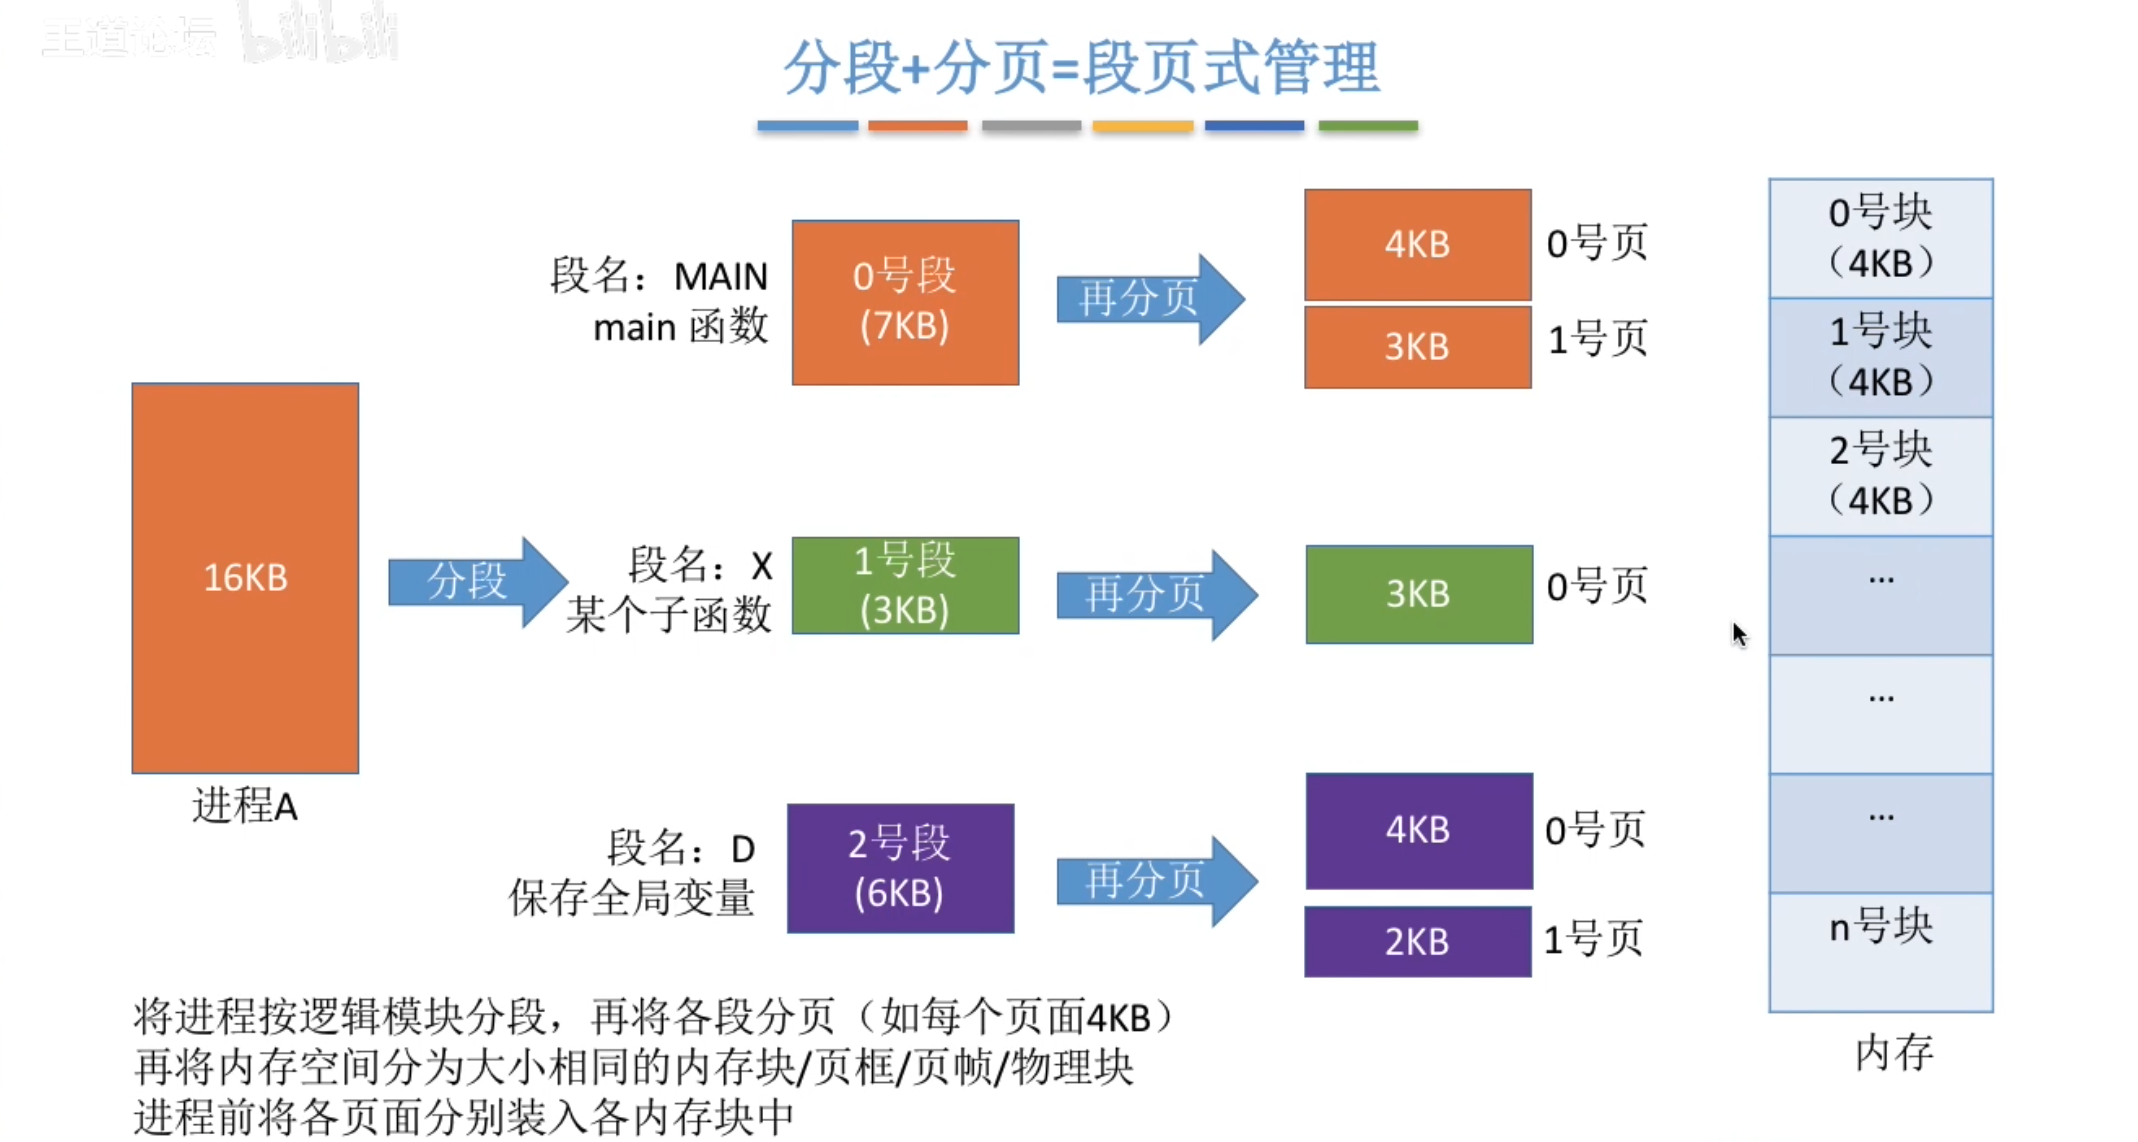 王道论坛 bilibili
分段+分页=段页式管理
段名：MAIN
main 函数
0号段
(7KB)
再分页
4KB
0号页
3KB
1号页
16KB
进程A
分段
段名：X
某个子函数
1号段
(3KB)
再分页
3KB
0号页
段名：D
保存全局变量
2号段
(6KB)
再分页
4KB
0号页
2KB
1号页
0号块
（4KB）
1号块
（4KB）
2号块
（4KB）
...
...
...
n号块
内存
将进程按逻辑模块分段，再将各段分页（如每个页面4KB）
再将内存空间分为大小相同的内存块/页框/页帧/物理块
进程前将各页面分别装入各内存块中